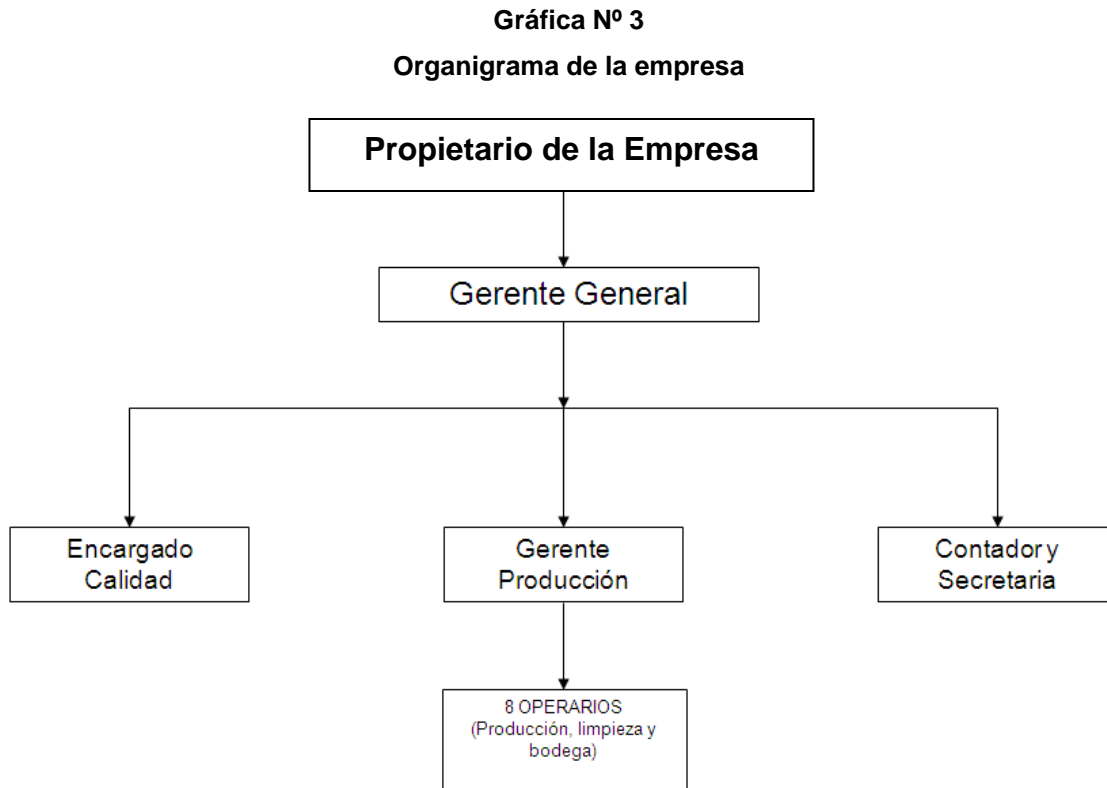 Gráfica Nº 3
Organigrama de la empresa
Propietario de la Empresa
Gerente General
Encargado
Calidad
Gerente
Producción
Contador y
Secretaria
8 OPERARIOS
(Producción, limpieza y
bodega)